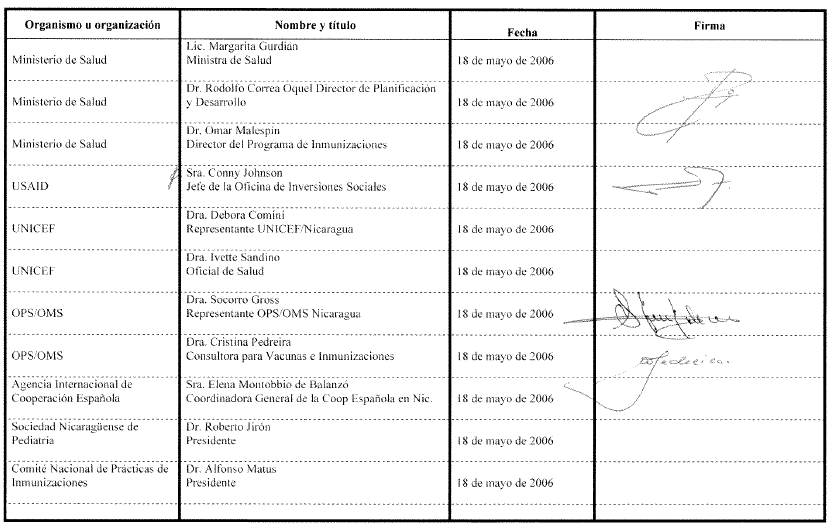 Organismo u organización Nombre y título Fecha Firma
Lic. Margarita Gurdián
Ministerio de Salud Ministra de Salud 18 de mayo de 2006
Dr. Rodolfo Correa Oquel Director de Planificación
Ministerio de Salud y Desarrollo 18 de mayo de 2006
Dr. Omar Malespin
Ministerio de Salud Director del Programa de Inmunizaciones 18 de mayo de 2006
Sra. Conny Johnson
USAID Jefe de la Oficina de Inversiones Sociales 18 de mayo de 2006
Dra. Debora Comini
UNICEF Representante UNICEF/Nicaragua 18 de mayo de 2006
Dra. Ivette Sandino
UNICEF Oficial de Salud 18 de mayo de 2006
Dra. Socorro Gross
OPS/OMS Representante OPS/OMS Nicaragua 18 de mayo de 2006
Dra. Cristina Pedreira
OPS/OMS Consultora para Vacunas e Inmunizaciones 18 de mayo de 2006
Agencia Internacional de Sra. Elena Montobbio de Balanzó
Cooperación Española Coordinadora General de la Coop Española en Nic. 18 de mayo de 2006
Sociedad Nicaragüense de Dr. Roberto Jirón
Pediatría Presidente 18 de mayo de 2006
Comité Nacional de Prácticas de Dr. Alfonso Matus
Inmunizaciones Presidente 18 de mayo de 2006